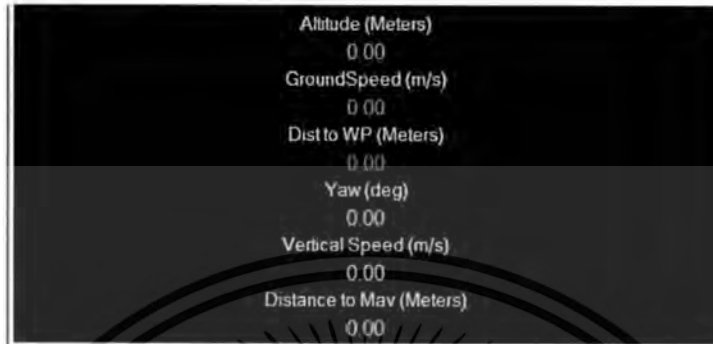 Altitude (Meters)
0.00
GroundSpeed (m/s)
0.00
Dist to WP (Meters)
0.00
Yaw (deg)
0.00
Vertical Speed (m/s)
0.00
Distance to Mav (Meters)
0.00